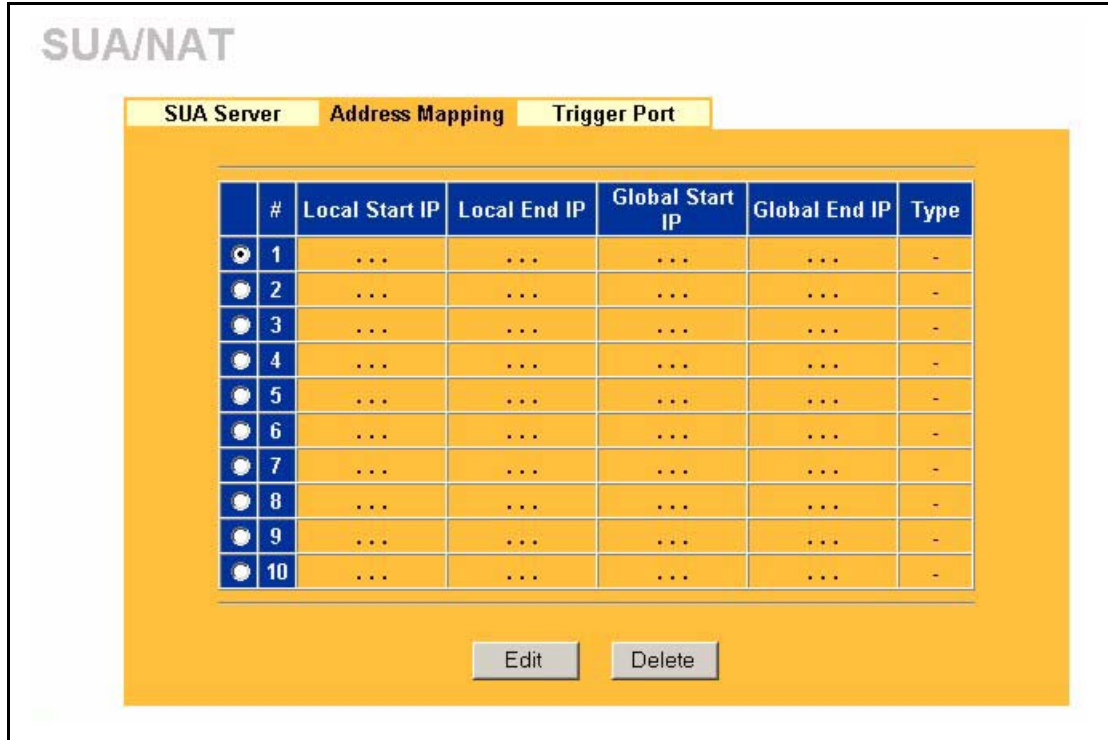 SUA/NAT
SUA Server Address Mapping Trigger Port
# Local Start IP Local End IP Global Start IP Global End IP Type
1 . . . . . . . . . . . . -
2 . . . . . . . . . . . . -
3 . . . . . . . . . . . . -
4 . . . . . . . . . . . . -
5 . . . . . . . . . . . . -
6 . . . . . . . . . . . . -
7 . . . . . . . . . . . . -
8 . . . . . . . . . . . . -
9 . . . . . . . . . . . . -
10 . . . . . . . . . . . . -
Edit Delete